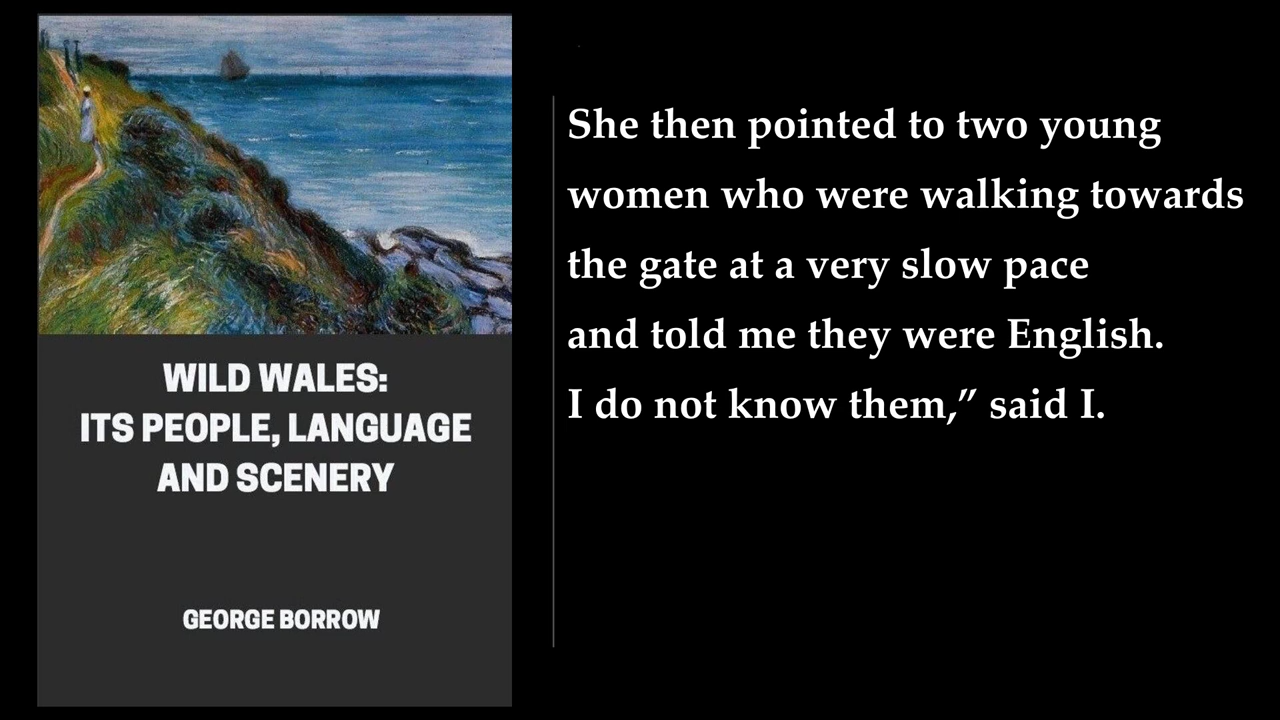 WILD WALES:
ITS PEOPLE, LANGUAGE
AND SCENERY
GEORGE BORROW
She then pointed to two young
women who were walking towards
the gate at a very slow pace
and told me they were English.
I do not know them,” said I.